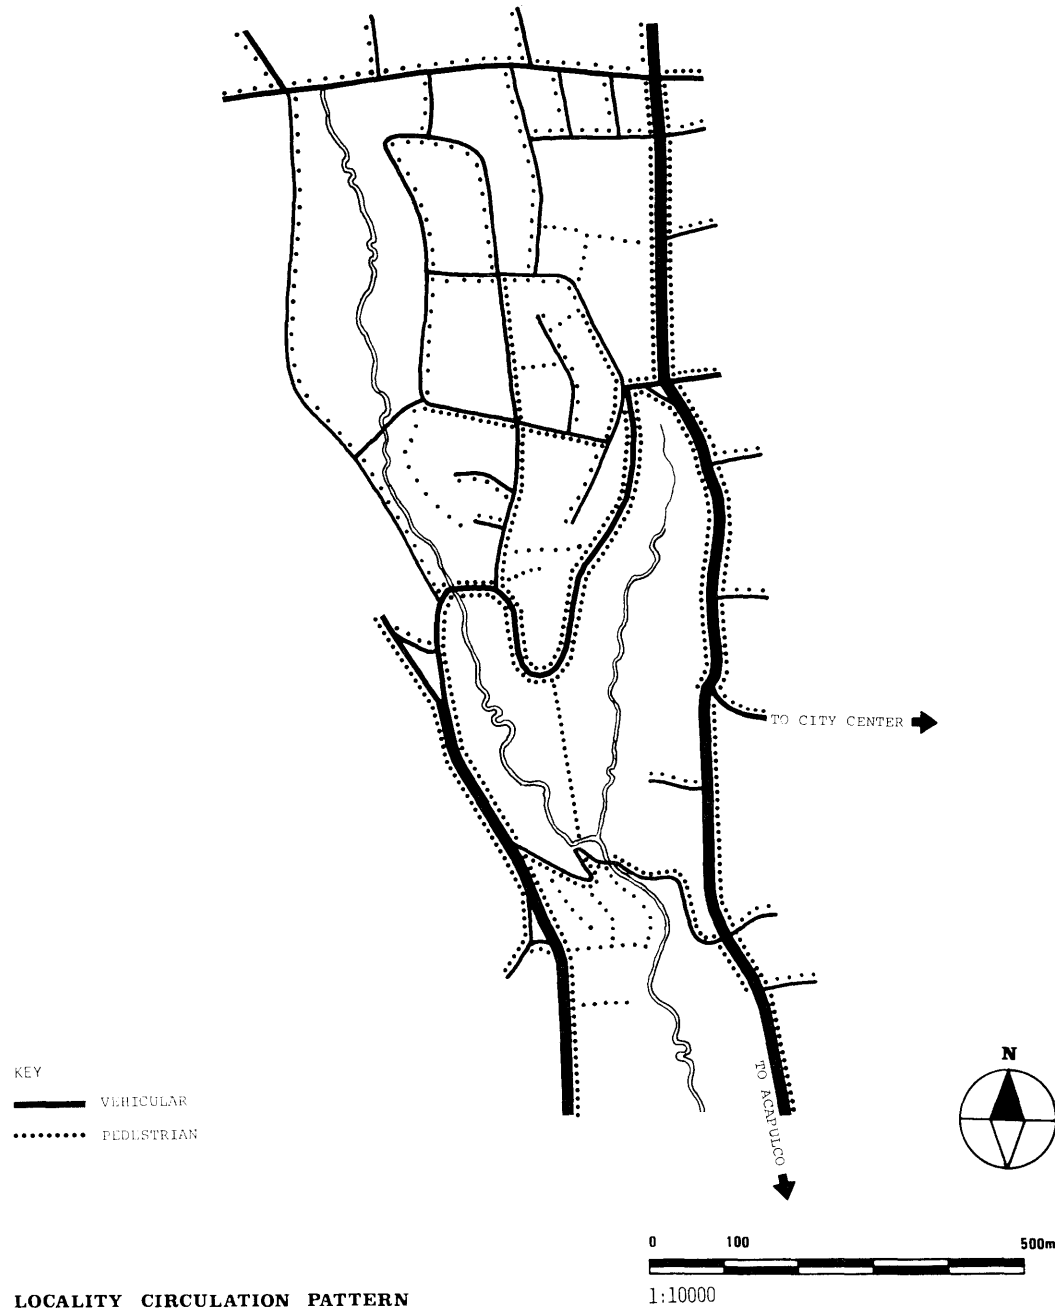 TO CITY CENTER
KEY
VEHICULAR
PEDESTRIAN
N
TO ACAPULCO
0 100 500m
1:10000
LOCALITY CIRCULATION PATTERN